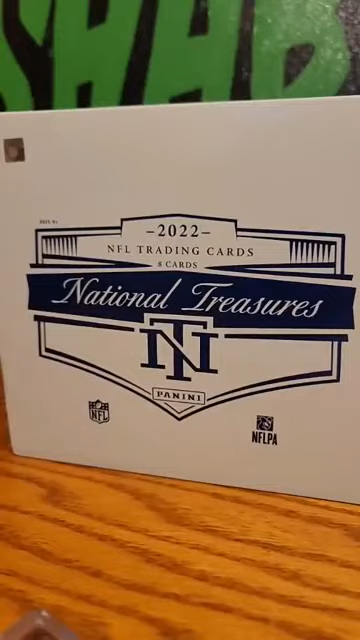 -2022-
NFL TRADING CARDS
8 CARDS
National Treasures
NT
PANINI
NFL
NFLPA